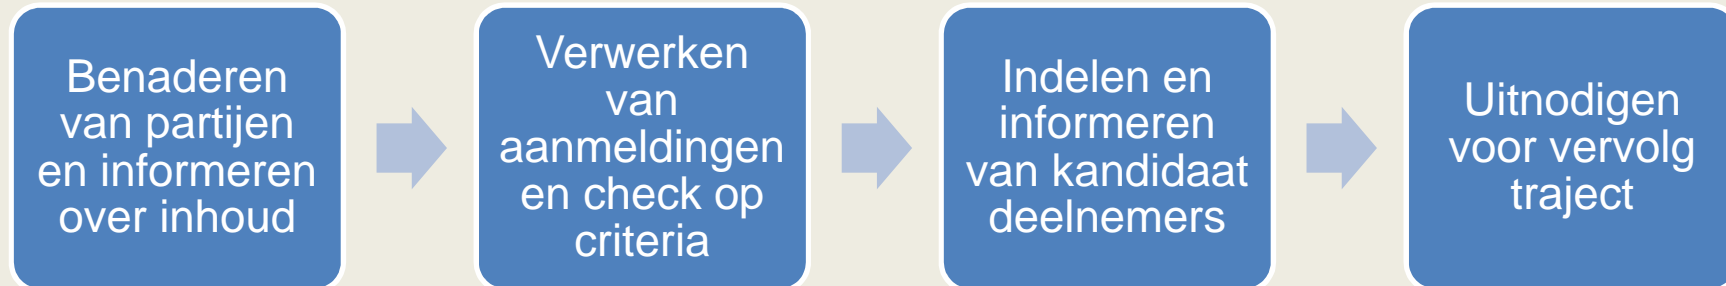 Benaderen
van partijen
en informeren
over inhoud
Verwerken
van
aanmeldingen
en check op
criteria
Indelen en
informeren
van kandidaat
deelnemers
Uitnodigen
voor vervolg
traject